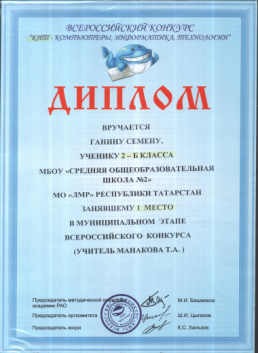 ВСЕРОССИЙСКИЙ КОНКУРС
"КИТ - КОМПЬЮТЕРЫ, ИНФОРМАТИКА, ТЕХНОЛОГИИ"
ДИПЛОМ
ВРУЧАЕТСЯ
ГАНИНУ СЕМЕНУ,
УЧЕНИКУ 2 – Б КЛАССА
МБОУ «СРЕДНЯЯ ОБЩЕОБРАЗОВАТЕЛЬНАЯ
ШКОЛА №2»
МО «ЛМР» РЕСПУБЛИКИ ТАТАРСТАН
ЗАНЯВШЕМУ 1 МЕСТО
В МУНИЦИПАЛЬНОМ ЭТАПЕ
ВСЕРОССИЙСКОГО КОНКУРСА
(УЧИТЕЛЬ МАНАКОВА Т.А. )
Председатель методической
академик РАО М.И. Башмаков
Председатель оргкомитета Ш.И. Цыганов
Председатель жюри К.С. Хальзов